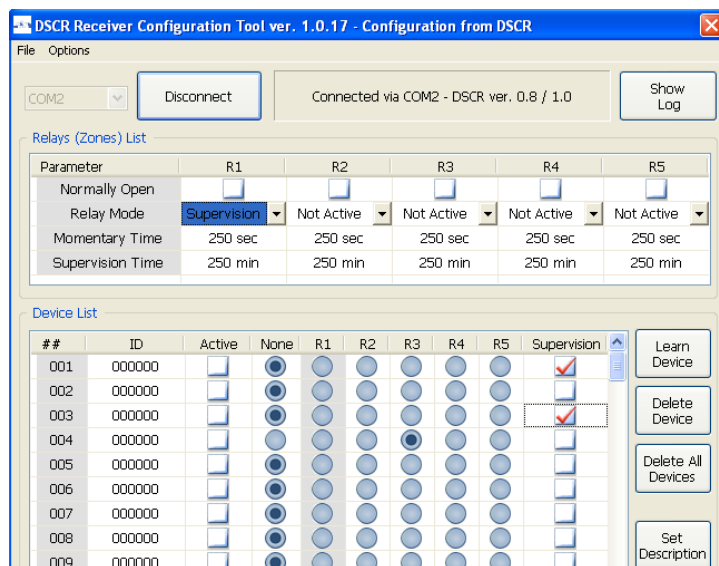 DSCR Receiver Configuration Tool ver. 1.0.17 - Configuration from DSCR
File Options
COM2 Disconnect Connected via COM2 - DSCR ver. 0.8 / 1.0 Show Log
Relays (Zones) List
Parameter R1 R2 R3 R4 R5
Normally Open
Relay Mode Supervision Not Active Not Active Not Active Not Active
Momentary Time 250 sec 250 sec 250 sec 250 sec 250 sec
Supervision Time 250 min 250 min 250 min 250 min 250 min
Device List
## ID Active None R1 R2 R3 R4 R5 Supervision
001 000000
002 000000
003 000000
004 000000
005 000000
006 000000
007 000000
008 000000
009 000000
Learn
Device
Delete
Device
Delete All
Devices
Set
Description